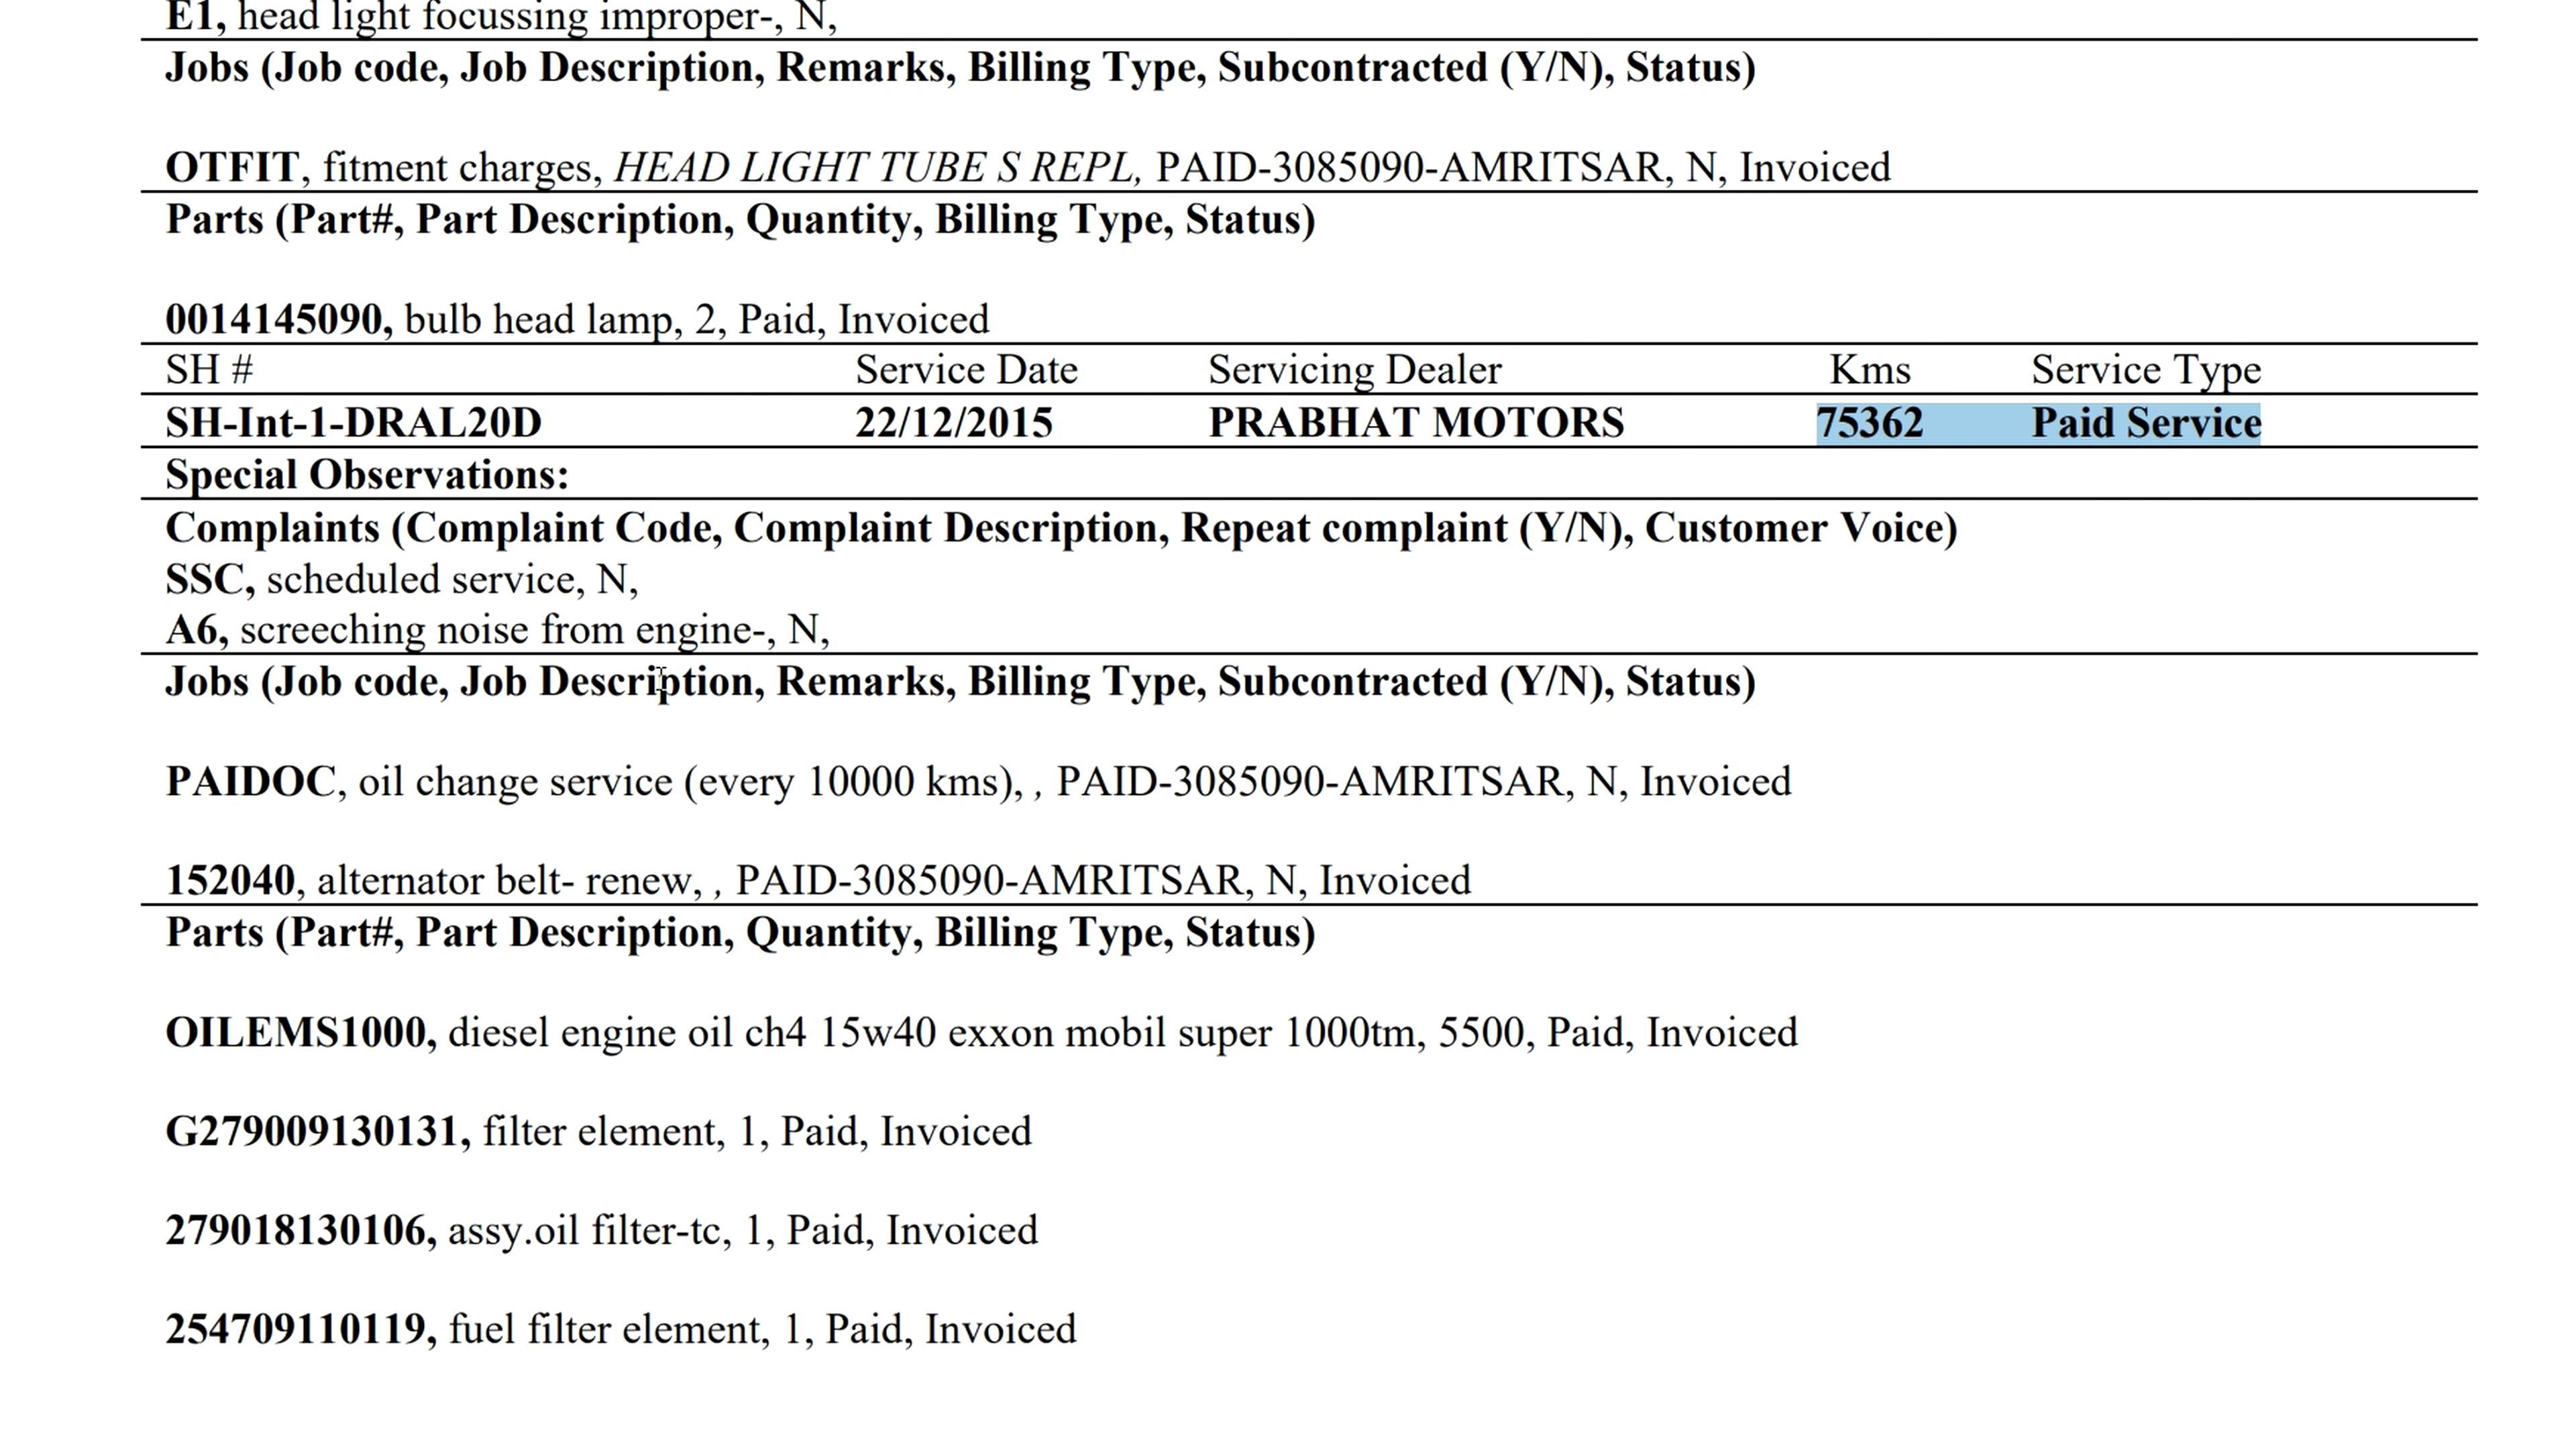 E1, head light focussing improper-, N,
Jobs (Job code, Job Description, Remarks, Billing Type, Subcontracted (Y/N), Status)
OTFIT, fitment charges, HEAD LIGHT TUBE S REPL, PAID-3085090-AMRITSAR, N, Invoiced
Parts (Part#, Part Description, Quantity, Billing Type, Status)
0014145090, bulb head lamp, 2, Paid, Invoiced
SH # Service Date Servicing Dealer Kms Service Type
SH-Int-1-DRAL20D 22/12/2015 PRABHAT MOTORS 75362 Paid Service
Special Observations:
Complaints (Complaint Code, Complaint Description, Repeat complaint (Y/N), Customer Voice)
SSC, scheduled service, N,
A6, screeching noise from engine-, N,
Jobs (Job code, Job Description, Remarks, Billing Type, Subcontracted (Y/N), Status)
PAIDOC, oil change service (every 10000 kms), , PAID-3085090-AMRITSAR, N, Invoiced
152040, alternator belt- renew, , PAID-3085090-AMRITSAR, N, Invoiced
Parts (Part#, Part Description, Quantity, Billing Type, Status)
OILEMS1000, diesel engine oil ch4 15w40 exxon mobil super 1000tm, 5500, Paid, Invoiced
G279009130131, filter element, 1, Paid, Invoiced
279018130106, assy.oil filter-tc, 1, Paid, Invoiced
254709110119, fuel filter element, 1, Paid, Invoiced